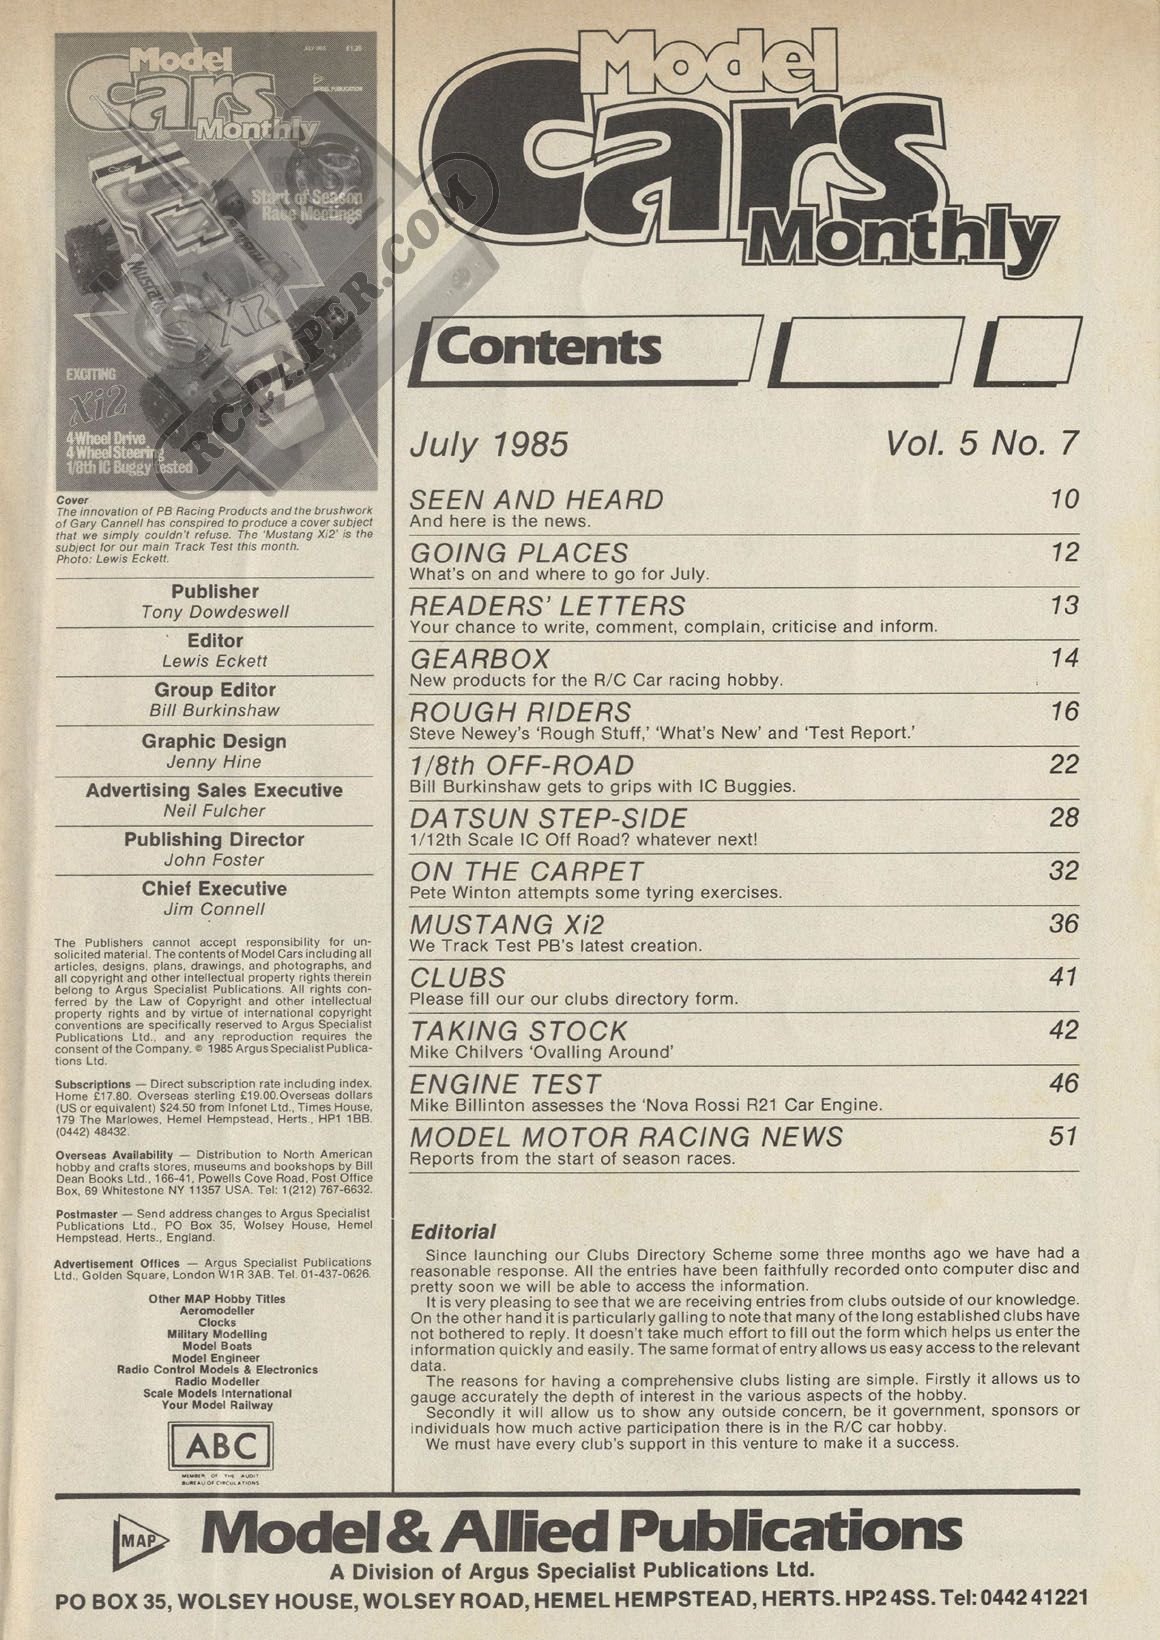 Model
Cars
Monthly
JULY 1985 £1.25
MODEL PUBLICATION
Start of Season
Race Meetings
Mustang
Xi2
EXCITING
Xi2
4 Wheel Drive
4 Wheel Steering
1/8th IC Buggy tested
RC-PAPER.COM
Cover
The innovation of PB Racing Products and the brushwork
of Gary Cannell has conspired to produce a cover subject
that we simply couldn't refuse. The 'Mustang Xi2' is the
subject for our main Track Test this month.
Photo: Lewis Eckett.
Publisher
Tony Dowdeswell
Editor
Lewis Eckett
Group Editor
Bill Burkinshaw
Graphic Design
Jenny Hine
Advertising Sales Executive
Neil Fulcher
Publishing Director
John Foster
Chief Executive
Jim Connell
The Publishers cannot accept responsibility for un-
solicited material. The contents of Model Cars including all
articles, designs, plans, drawings, and photographs, and
all copyright and other intellectual property rights therein
belong to Argus Specialist Publications. All rights con-
ferred by the Law of Copyright and other intellectual
property rights and by virtue of international copyright
conventions are specifically reserved to Argus Specialist
Publications Ltd., and any reproduction requires the
consent of the Company. © 1985 Argus Specialist Publica-
tions Ltd.
Subscriptions — Direct subscription rate including index.
Home £17.80. Overseas sterling £19.00.Overseas dollars
(US or equivalent) $24.50 from Infonet Ltd., Times House,
179 The Marlowes, Hemel Hempstead, Herts., HP1 1BB.
(0442) 48432.
Overseas Availability — Distribution to North American
hobby and crafts stores, museums and bookshops by Bill
Dean Books Ltd., 166-41, Powells Cove Road, Post Office
Box, 69 Whitestone NY 11357 USA. Tel: 1(212) 767-6632.
Postmaster — Send address changes to Argus Specialist
Publications Ltd., PO Box 35, Wolsey House, Hemel
Hempstead, Herts., England.
Advertisement Offices — Argus Specialist Publications
Ltd., Golden Square, London W1R 3AB. Tel. 01-437-0626.
Other MAP Hobby Titles
Aeromodeller
Clocks
Military Modelling
Model Boats
Model Engineer
Radio Control Models & Electronics
Radio Modeller
Scale Models International
Your Model Railway
ABC
MEMBER OF THE AUDIT
BUREAU OF CIRCULATIONS
Model
Cars
Monthly
Contents
July 1985 Vol. 5 No. 7
SEEN AND HEARD 10
And here is the news.
GOING PLACES 12
What's on and where to go for July.
READERS' LETTERS 13
Your chance to write, comment, complain, criticise and inform.
GEARBOX 14
New products for the R/C Car racing hobby.
ROUGH RIDERS 16
Steve Newey's 'Rough Stuff,' 'What's New' and 'Test Report.'
1/8th OFF-ROAD 22
Bill Burkinshaw gets to grips with IC Buggies.
DATSUN STEP-SIDE 28
1/12th Scale IC Off Road? whatever next!
ON THE CARPET 32
Pete Winton attempts some tyring exercises.
MUSTANG Xi2 36
We Track Test PB's latest creation.
CLUBS 41
Please fill our our clubs directory form.
TAKING STOCK 42
Mike Chilvers 'Ovalling Around'
ENGINE TEST 46
Mike Billinton assesses the 'Nova Rossi R21 Car Engine.
MODEL MOTOR RACING NEWS 51
Reports from the start of season races.
Editorial
Since launching our Clubs Directory Scheme some three months ago we have had a
reasonable response. All the entries have been faithfully recorded onto computer disc and
pretty soon we will be able to access the information.
It is very pleasing to see that we are receiving entries from clubs outside of our knowledge.
On the other hand it is particularly galling to note that many of the long established clubs have
not bothered to reply. It doesn't take much effort to fill out the form which helps us enter the
information quickly and easily. The same format of entry allows us easy access to the relevant
data.
The reasons for having a comprehensive clubs listing are simple. Firstly it allows us to
gauge accurately the depth of interest in the various aspects of the hobby.
Secondly it will allow us to show any outside concern, be it government, sponsors or
individuals how much active participation there is in the R/C car hobby.
We must have every club's support in this venture to make it a success.
MAP
Model & Allied Publications
A Division of Argus Specialist Publications Ltd.
PO BOX 35, WOLSEY HOUSE, WOLSEY ROAD, HEMEL HEMPSTEAD, HERTS. HP2 4SS. Tel: 0442 41221